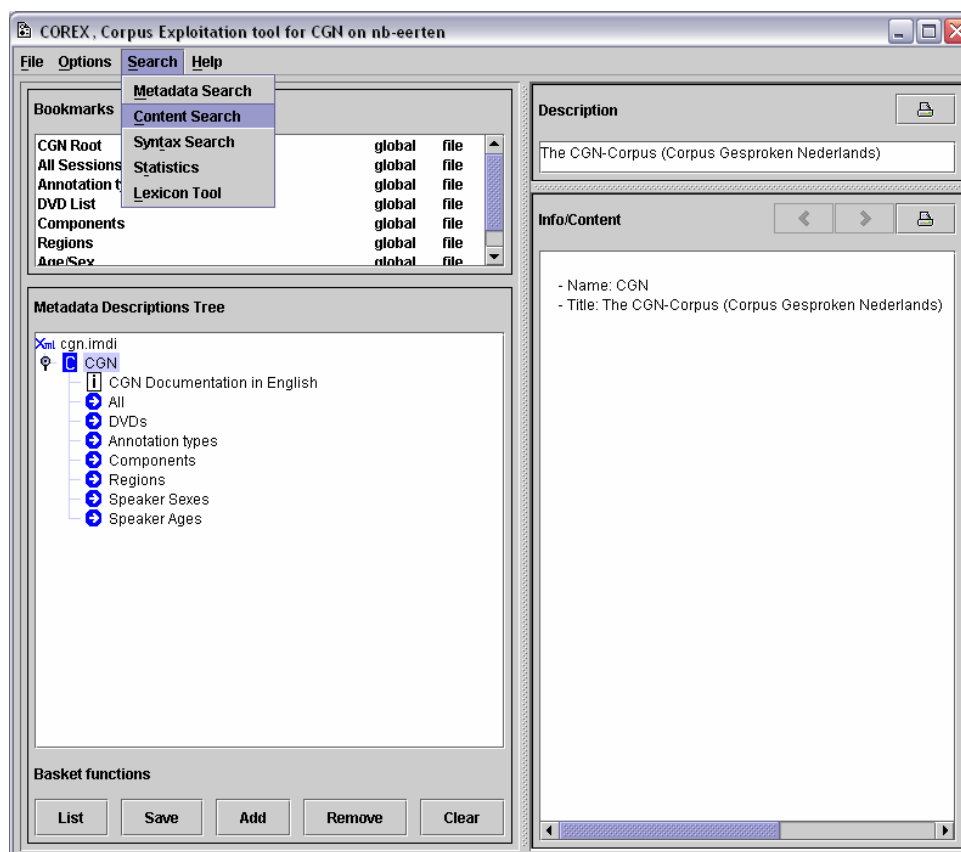 COREX, Corpus Exploitation tool for CGN on nb-eerten
File Options Search Help
Metadata Search
Content Search
Syntax Search
Statistics
Lexicon Tool
Bookmarks
CGN Root global file
All Sessions global file
Annotation t global file
DVD List global file
Components global file
Regions global file
Age/Sex global file
Metadata Descriptions Tree
Xml cgn.imdi
C CGN
i CGN Documentation in English
All
DVDs
Annotation types
Components
Regions
Speaker Sexes
Speaker Ages
Basket functions
List Save Add Remove Clear
Description
The CGN-Corpus (Corpus Gesproken Nederlands)
Info/Content
- Name: CGN
- Title: The CGN-Corpus (Corpus Gesproken Nederlands)